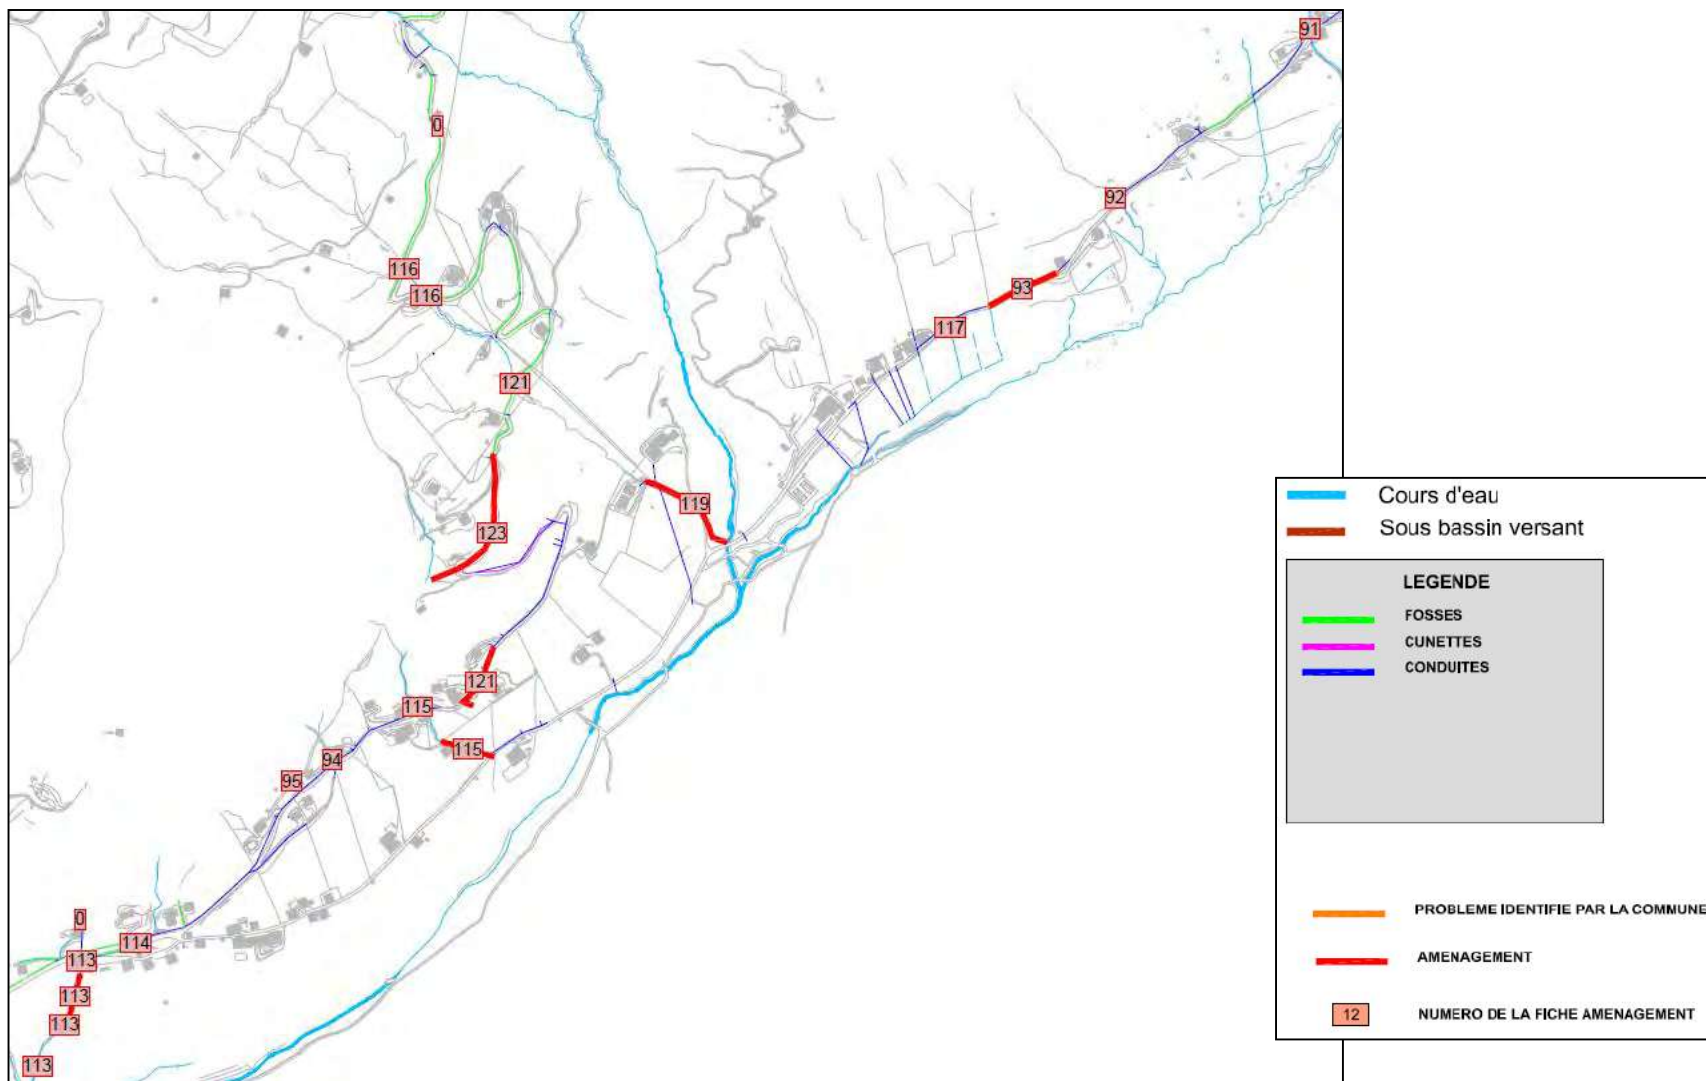 91
0
92
116
116
93
117
121
119
123
121
115
115
94
95
0
114
113
113
113
113
Cours d'eau
Sous bassin versant
LEGENDE
FOSSES
CUNETTES
CONDUITES
PROBLEME IDENTIFIE PAR LA COMMUNE
AMENAGEMENT
12 NUMERO DE LA FICHE AMENAGEMENT